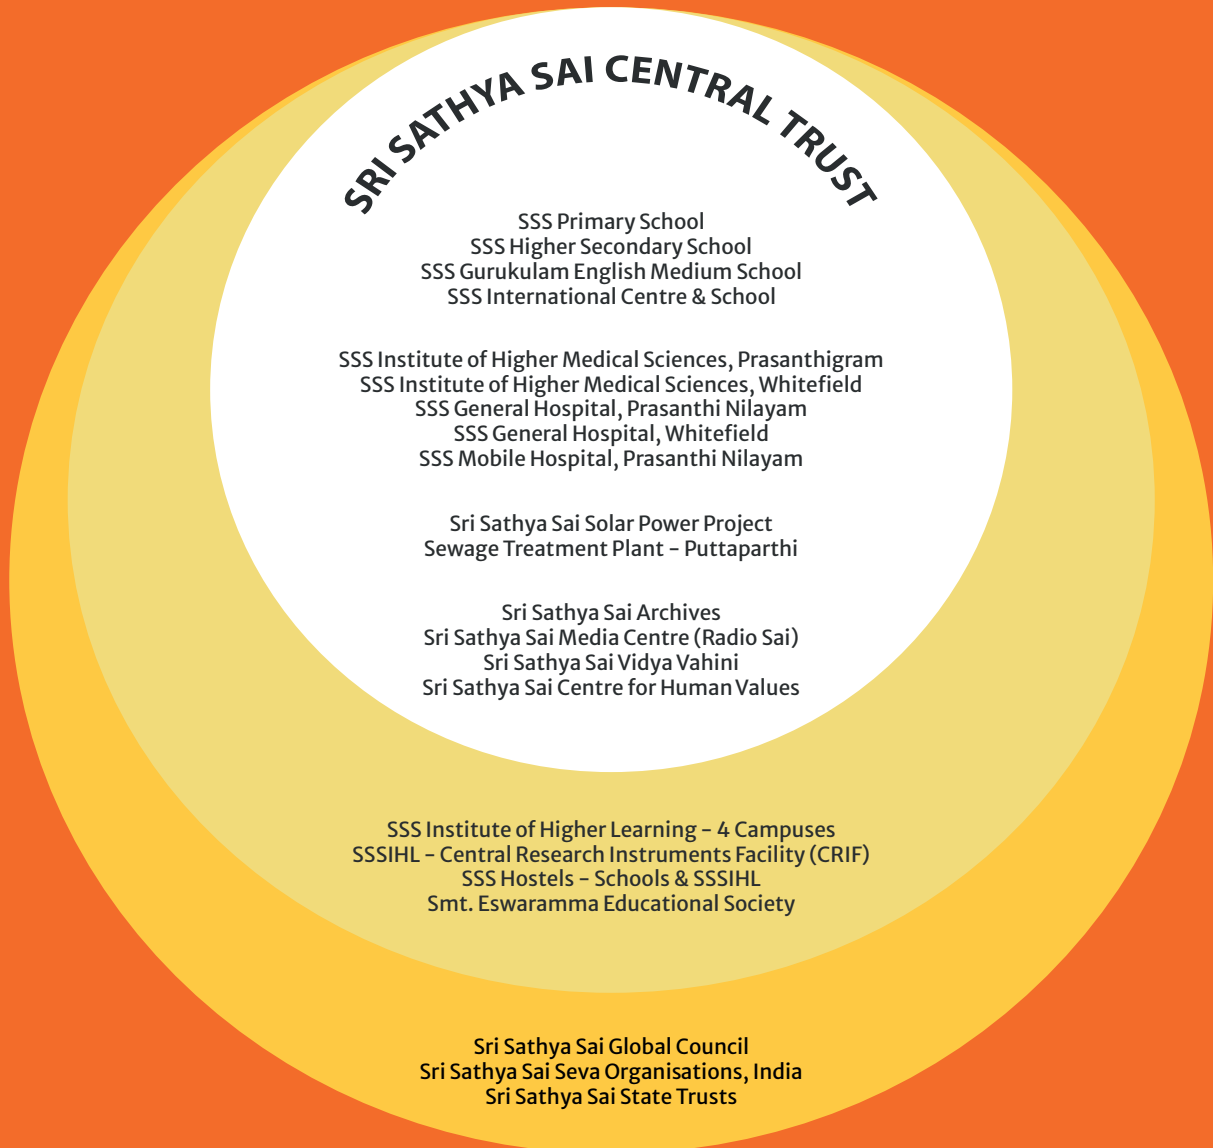 SRI SATHYA SAI CENTRAL TRUST
SSS Primary School
SSS Higher Secondary School
SSS Gurukulam English Medium School
SSS International Centre & School
SSS Institute of Higher Medical Sciences, Prasanthigram
SSS Institute of Higher Medical Sciences, Whitefield
SSS General Hospital, Prasanthi Nilayam
SSS General Hospital, Whitefield
SSS Mobile Hospital, Prasanthi Nilayam
Sri Sathya Sai Solar Power Project
Sewage Treatment Plant – Puttaparthi
Sri Sathya Sai Archives
Sri Sathya Sai Media Centre (Radio Sai)
Sri Sathya Sai Vidya Vahini
Sri Sathya Sai Centre for Human Values
SSS Institute of Higher Learning – 4 Campuses
SSSIHL – Central Research Instruments Facility (CRIF)
SSS Hostels – Schools & SSSIHL
Smt. Eswaramma Educational Society
Sri Sathya Sai Global Council
Sri Sathya Sai Seva Organisations, India
Sri Sathya Sai State Trusts